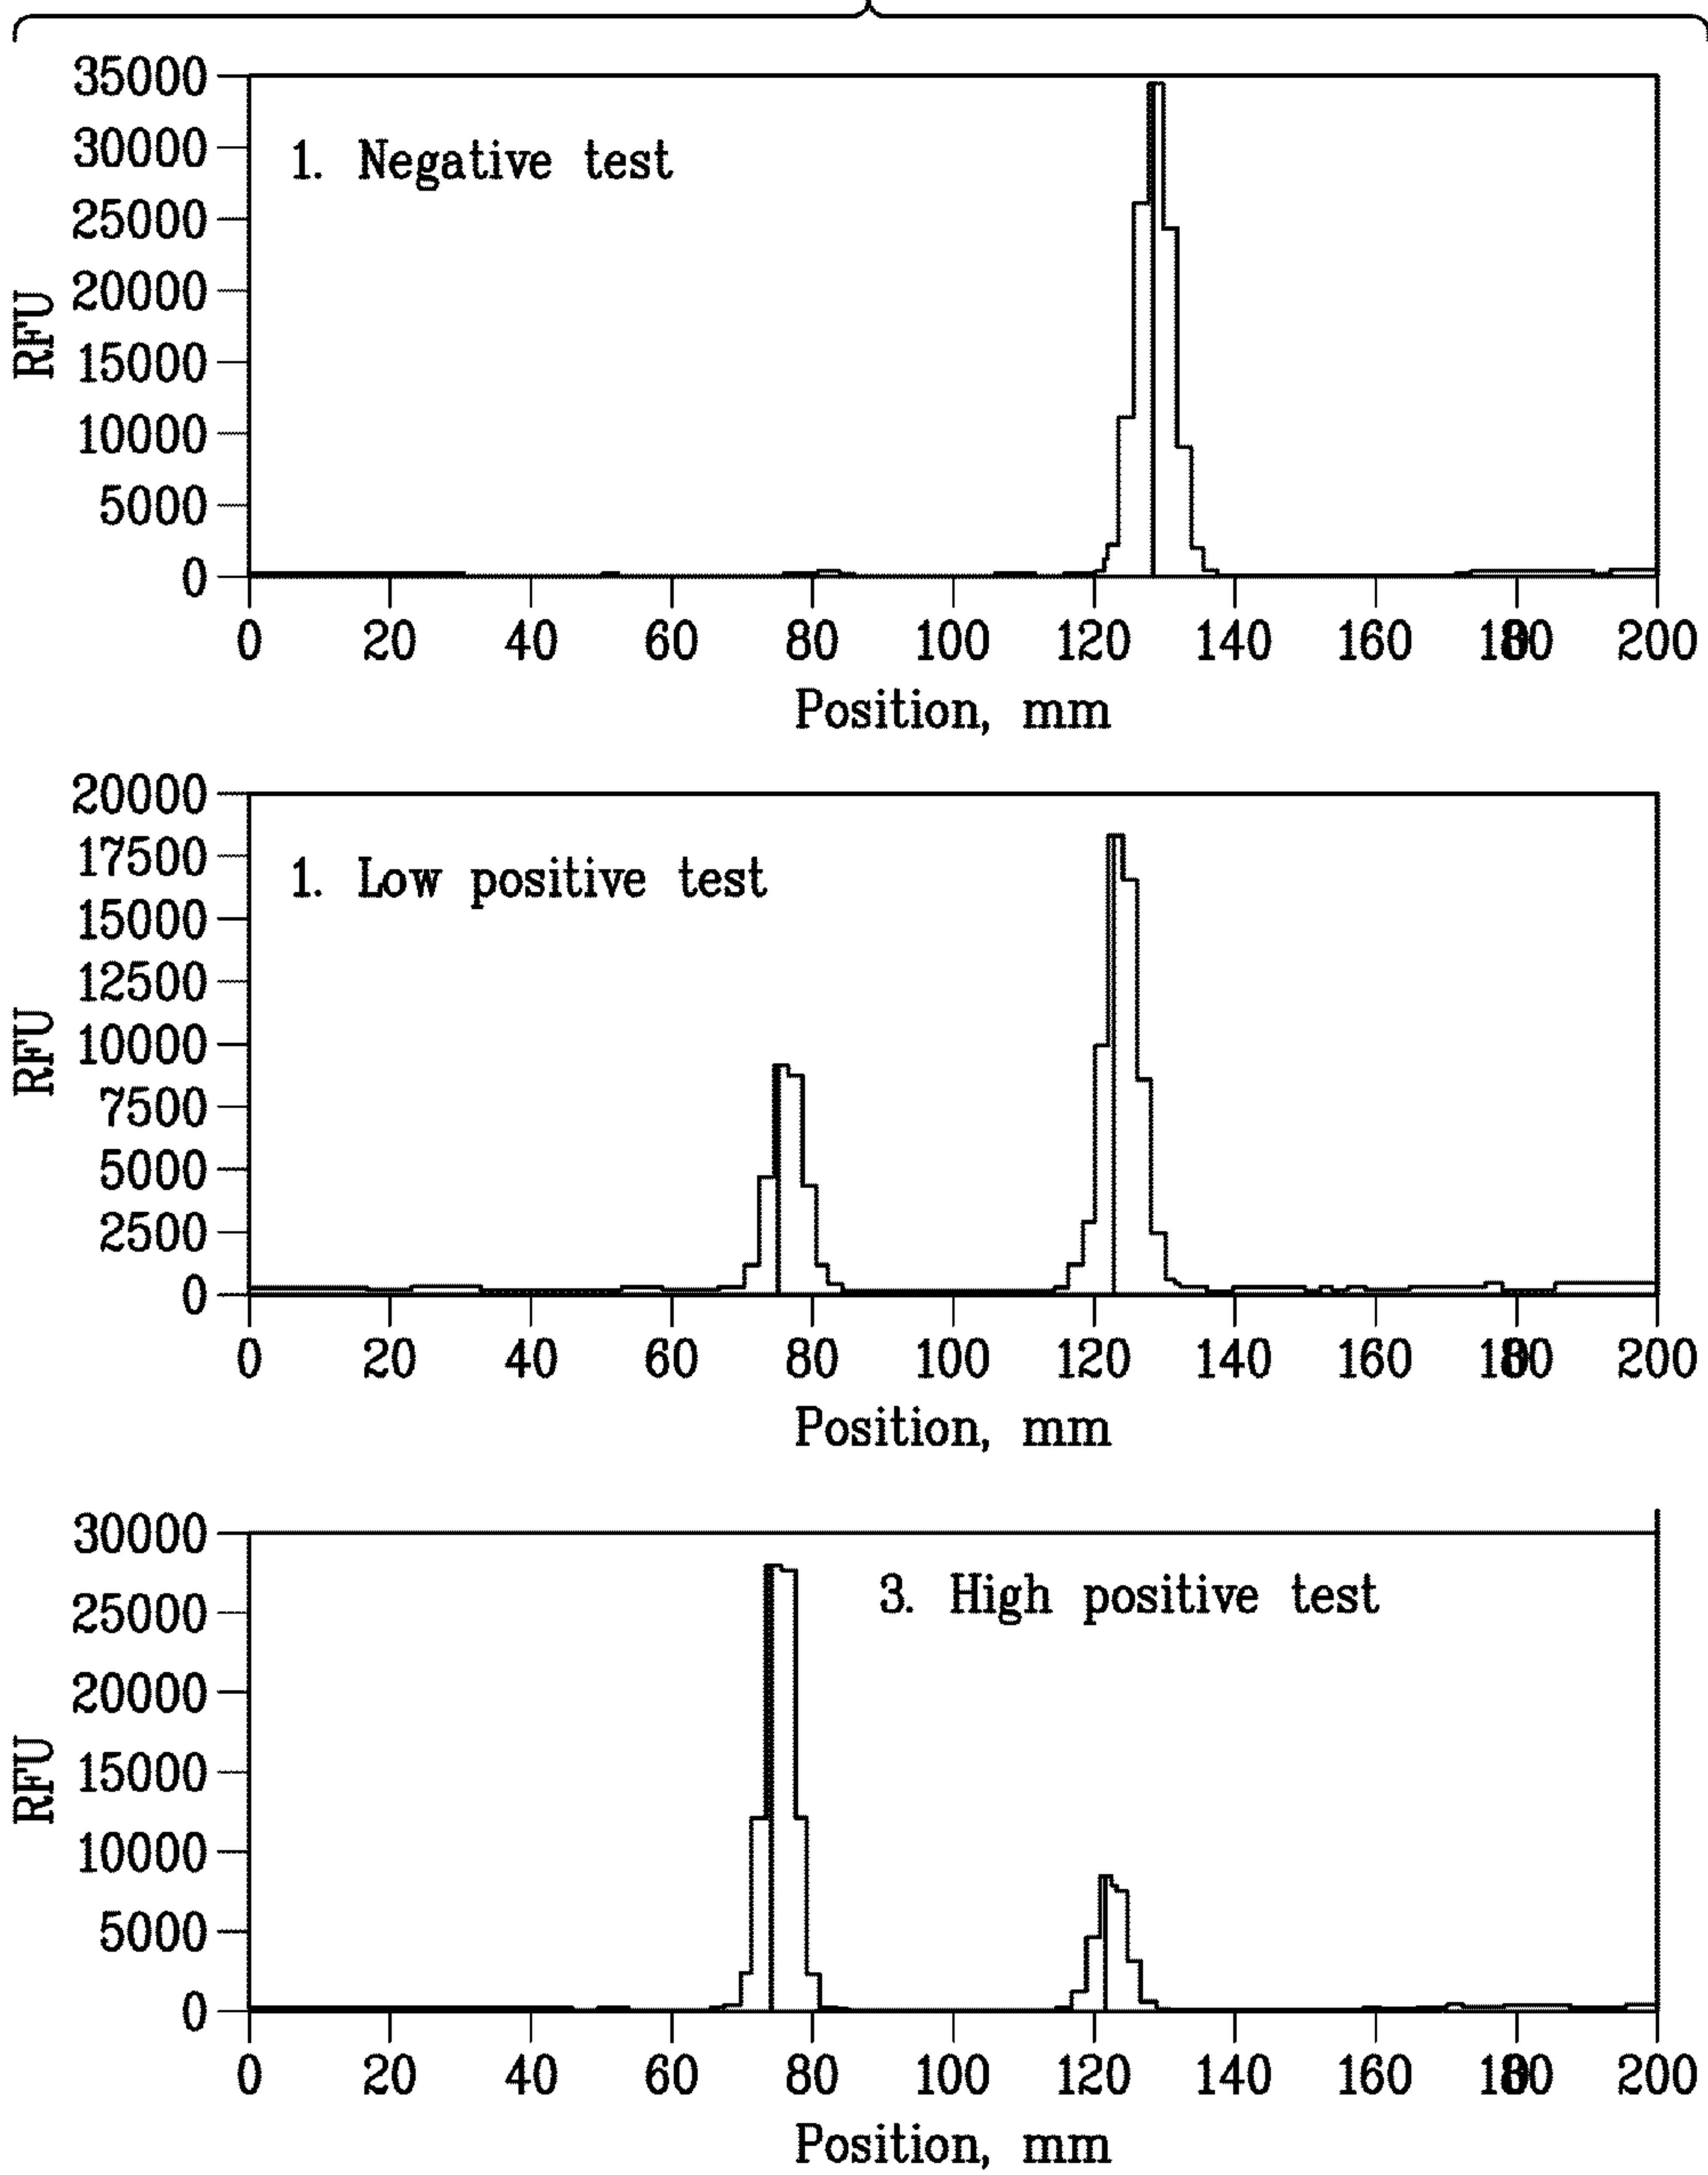 35000
30000
25000
20000
15000
10000
5000
0
RFU
1. Negative test
0 20 40 60 80 100 120 140 160 180 200
Position, mm
20000
17500
15000
12500
10000
7500
5000
2500
0
RFU
1. Low positive test
0 20 40 60 80 100 120 140 160 180 200
Position, mm
30000
25000
20000
15000
10000
5000
0
RFU
3. High positive test
0 20 40 60 80 100 120 140 160 180 200
Position, mm